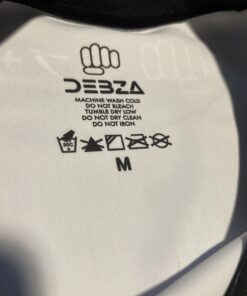 DEBZA
MACHINE WASH COLD
DO NOT BLEACH
TUMBLE DRY LOW
DO NOT DRY CLEAN
DO NOT IRON
M